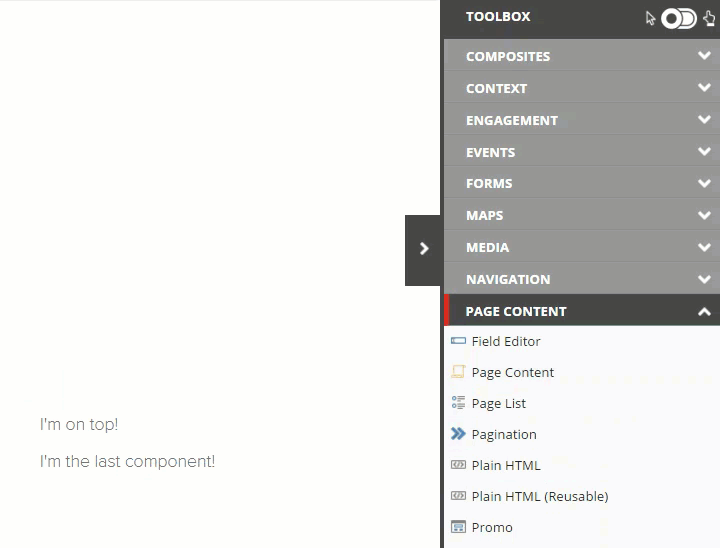 TOOLBOX
COMPOSITES
CONTEXT
ENGAGEMENT
EVENTS
FORMS
MAPS
MEDIA
NAVIGATION
PAGE CONTENT
Field Editor
Page Content
Page List
Pagination
Plain HTML
Plain HTML (Reusable)
Promo
I'm on top!
I'm the last component!